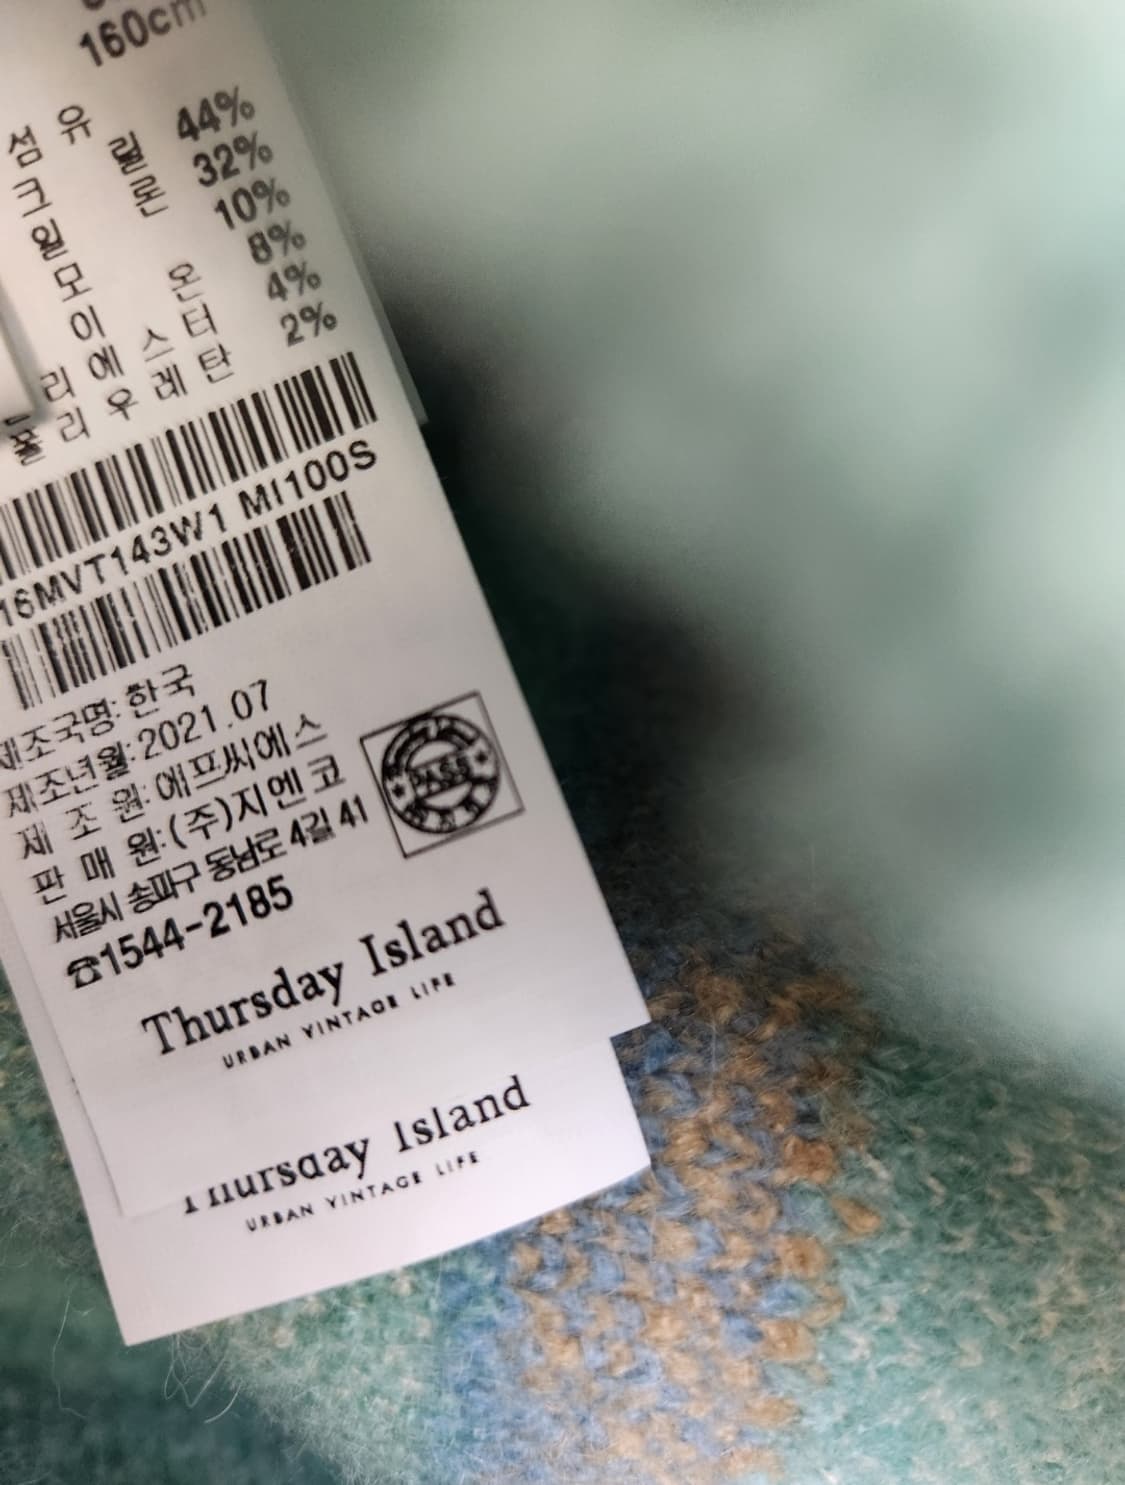 160cm
섬 유
크 릴 44%
일 론 32%
모 10%
이 온 8%
리 에 스 터 4%
폴 리 우 레 탄 2%
16MVT143W1 MI100S
제조국명: 한국
제조년월: 2021.07
제 조 원: 에프씨에스
판 매 원: (주)지엔코
서울시 송파구 동남로 4길 41
☎1544-2185
PASS
Thursday Island
URBAN VINTAGE LIFE
Thursday Island
URBAN VINTAGE LIFE